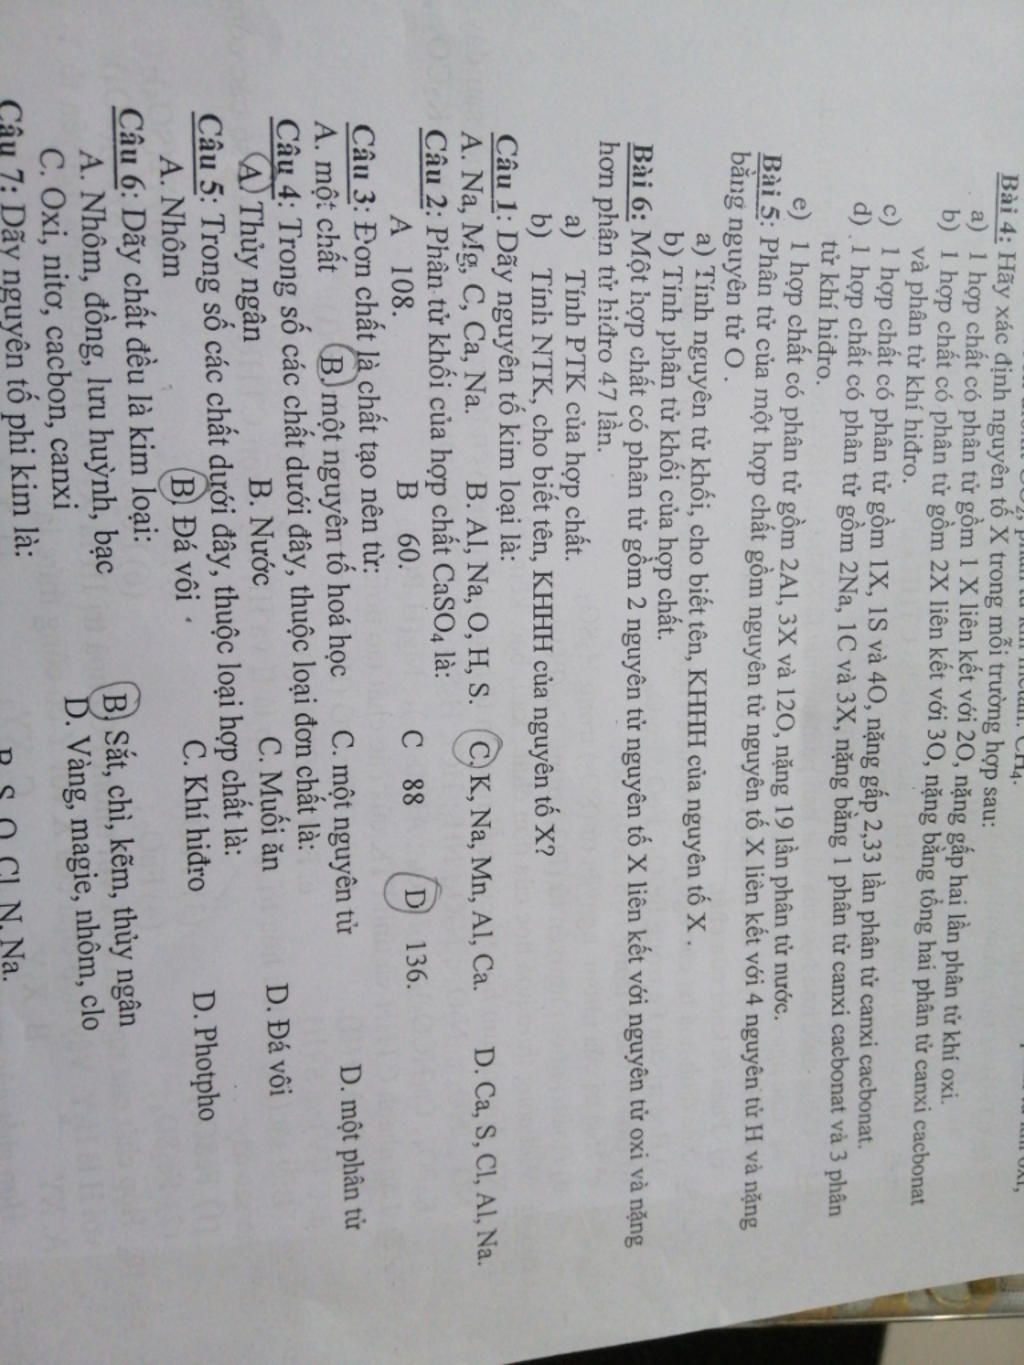 CH₄.
Bài 4: Hãy xác định nguyên tố X trong mỗi trường hợp sau:
a) 1 hợp chất có phân tử gồm 1 X liên kết với 2O, nặng gấp hai lần phân tử khí oxi.
b) 1 hợp chất có phân tử gồm 2X liên kết với 3O, nặng bằng tổng hai phân tử canxi cacbonat
và phân tử khí hiđro.
c) 1 hợp chất có phân tử gồm 1X, 1S và 4O, nặng gấp 2,33 lần phân tử canxi cacbonat.
d) 1 hợp chất có phân tử gồm 2Na, 1C và 3X, nặng bằng 1 phân tử canxi cacbonat và 3 phân
tử khí hiđro.
e) 1 hợp chất có phân tử gồm 2Al, 3X và 12O, nặng 19 lần phân tử nước.
Bài 5: Phân tử của một hợp chất gồm nguyên tử nguyên tố X liên kết với 4 nguyên tử H và nặng
bằng nguyên tử O .
a) Tính nguyên tử khối, cho biết tên, KHHH của nguyên tố X .
b) Tính phân tử khối của hợp chất.
Bài 6: Một hợp chất có phân tử gồm 2 nguyên tử nguyên tố X liên kết với nguyên tử oxi và nặng
hơn phân tử hiđro 47 lần.
a) Tính PTK của hợp chất.
b) Tính NTK, cho biết tên, KHHH của nguyên tố X?
Câu 1: Dãy nguyên tố kim loại là:
A. Na, Mg, C, Ca, Na. B. Al, Na, O, H, S. C. K, Na, Mn, Al, Ca. D. Ca, S, Cl, Al, Na.
Câu 2: Phân tử khối của hợp chất CaSO₄ là:
A 108. B 60. C 88 D 136.
Câu 3: Đơn chất là chất tạo nên từ:
A. một chất B. một nguyên tố hoá học C. một nguyên tử D. một phân tử
Câu 4: Trong số các chất dưới đây, thuộc loại đơn chất là:
A. Thủy ngân B. Nước C. Muối ăn D. Đá vôi
Câu 5: Trong số các chất dưới đây, thuộc loại hợp chất là:
A. Nhôm B. Đá vôi C. Khí hiđro D. Photpho
Câu 6: Dãy chất đều là kim loại:
A. Nhôm, đồng, lưu huỳnh, bạc B. Sắt, chì, kẽm, thủy ngân
C. Oxi, nitơ, cacbon, canxi D. Vàng, magie, nhôm, clo
Câu 7: Dãy nguyên tố phi kim là:
N, Na.